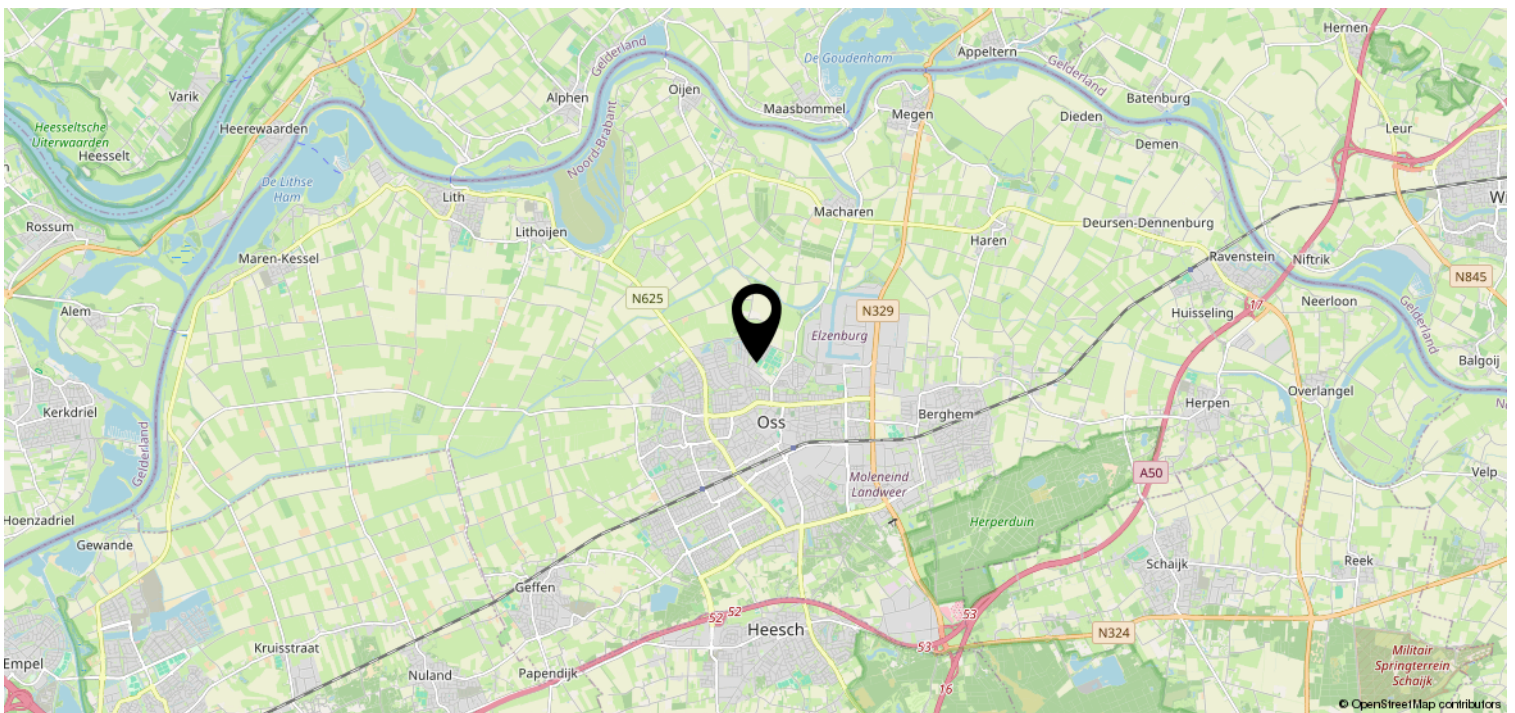 Hernen
Appeltern
Gelderland
De Goudenham
Gelderland
Varik
Alphen
Oijen
Maasbommel
Megen
Batenburg
Dieden
Leur
Heesseltsche
Uiterwaarden
Heerewaarden
Heesselt
Demen
Noord-Brabant
De Lithse
Ham
Lith
Rossum
Lithoijen
Macharen
Deursen-Dennenburg
Haren
Maren-Kessel
Ravenstein
Niftrik
N845
N625
Neerloon
17
Alem
N329
Huisseling
Gelderland
Elzenburg
Balgoij
Kerkdriel
Overlangel
Herpen
Berghem
Oss
Gelderland
A50
Velp
Moleneind
Landweer
Hoenzadriel
Herperduin
Gewande
Schaijk
Reek
Geffen
52
52
53
Heesch
N324
Kruisstraat
53
Empel
Nuland
Papendijk
16
Militair
Springterrein
Schaijk
© OpenStreetMap contributors